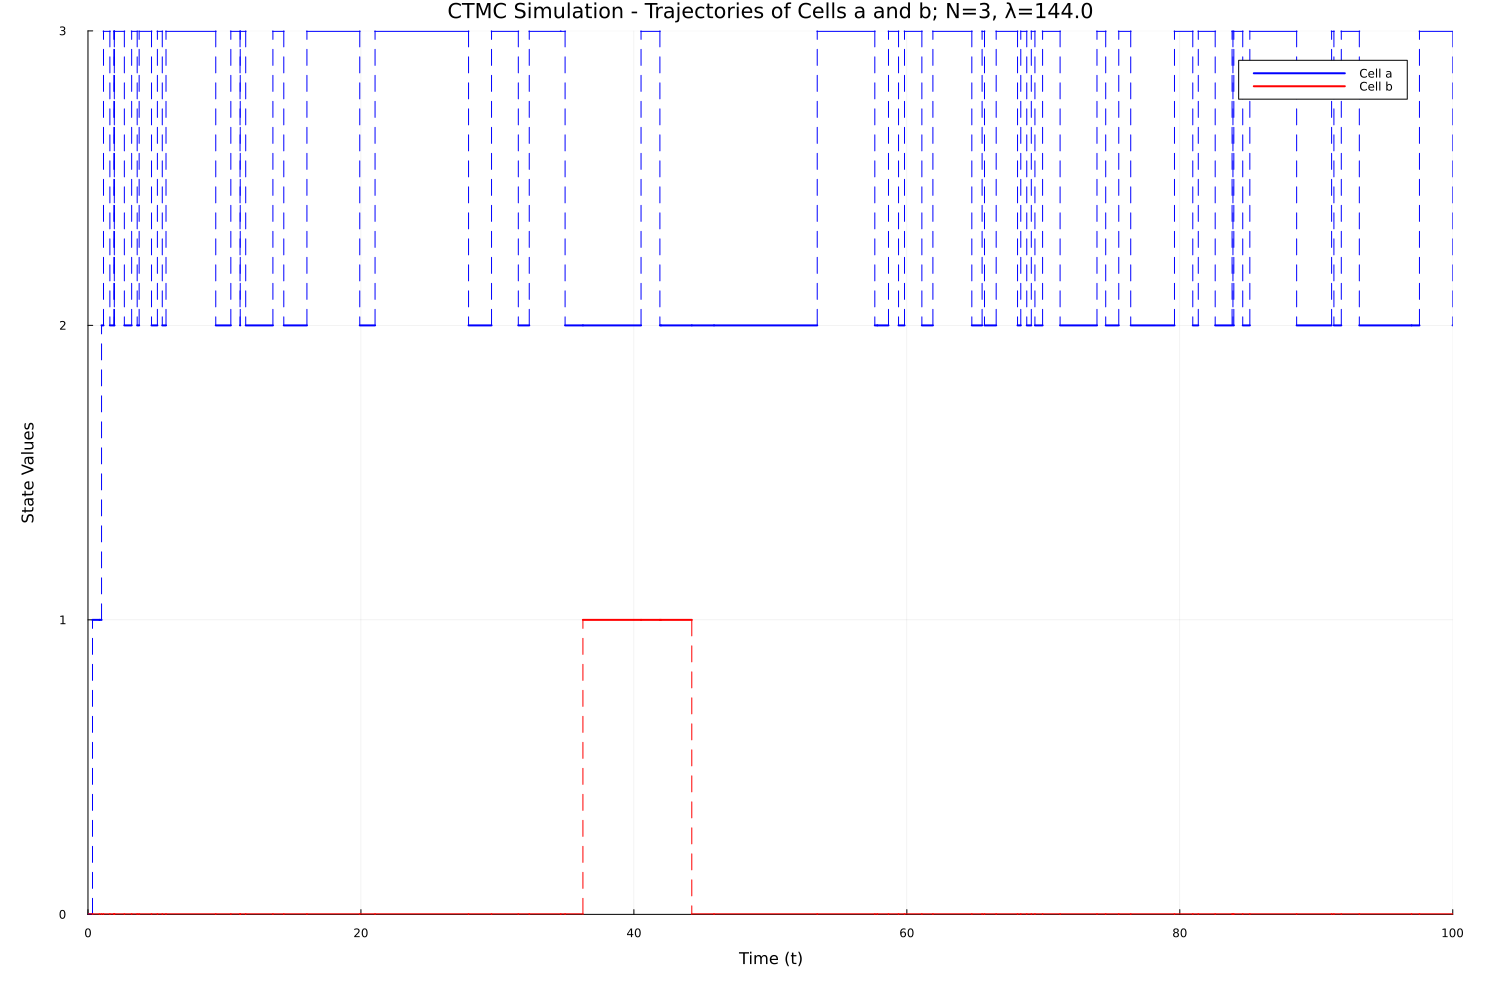 CTMC Simulation - Trajectories of Cells a and b; N=3, λ=144.0
3
Cell a
Cell b
2
State Values
1
0
0 20 40 60 80 100
Time (t)